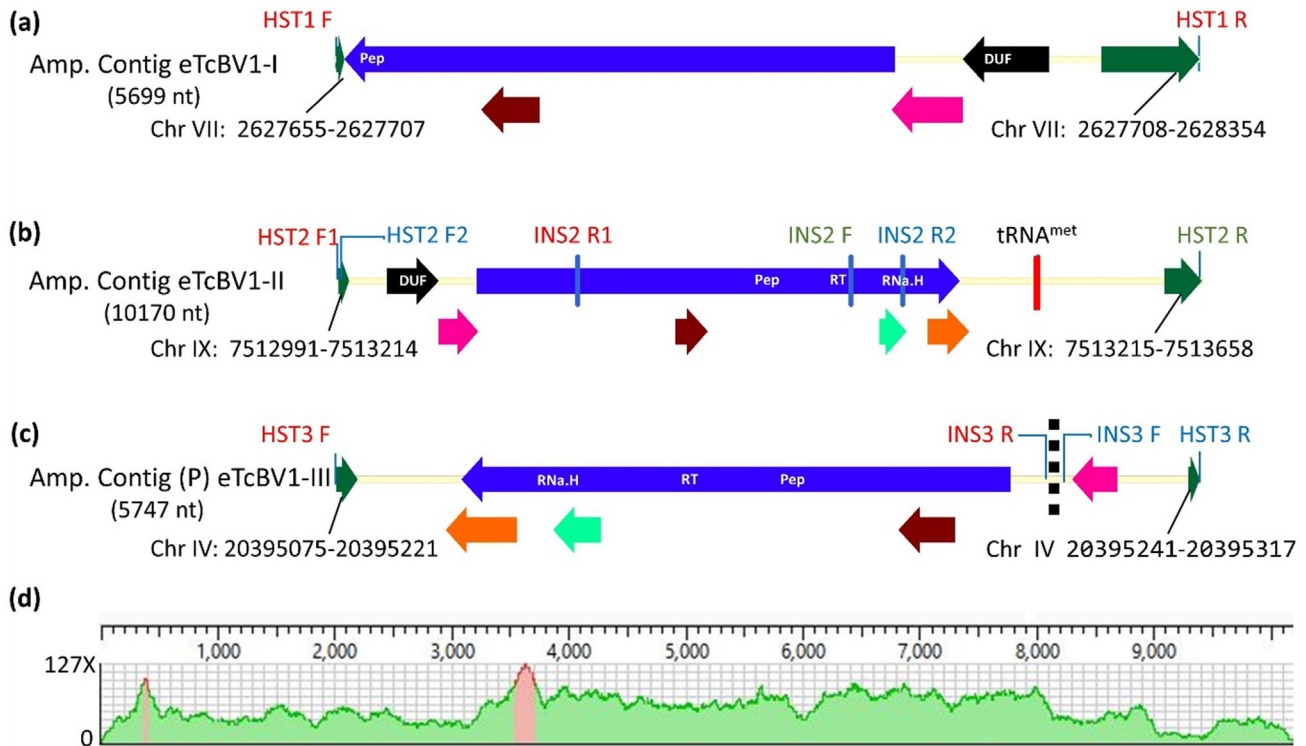 (a)
HST1 F
HST1 R
Amp. Contig eTcBV1-I
(5699 nt)
Pep
DUF
Chr VII: 2627655-2627707
Chr VII: 2627708-2628354
(b)
HST2 F1
HST2 F2
INS2 R1
INS2 F
INS2 R2
tRNAmet
HST2 R
Amp. Contig eTcBV1-II
(10170 nt)
DUF
Pep
RT
RNa.H
Chr IX: 7512991-7513214
Chr IX: 7513215-7513658
(c)
HST3 F
INS3 R
INS3 F
HST3 R
Amp. Contig (P) eTcBV1-III
(5747 nt)
RNa.H
RT
Pep
Chr IV: 20395075-20395221
Chr IV 20395241-20395317
(d)
1,000 2,000 3,000 4,000 5,000 6,000 7,000 8,000 9,000
127X
0